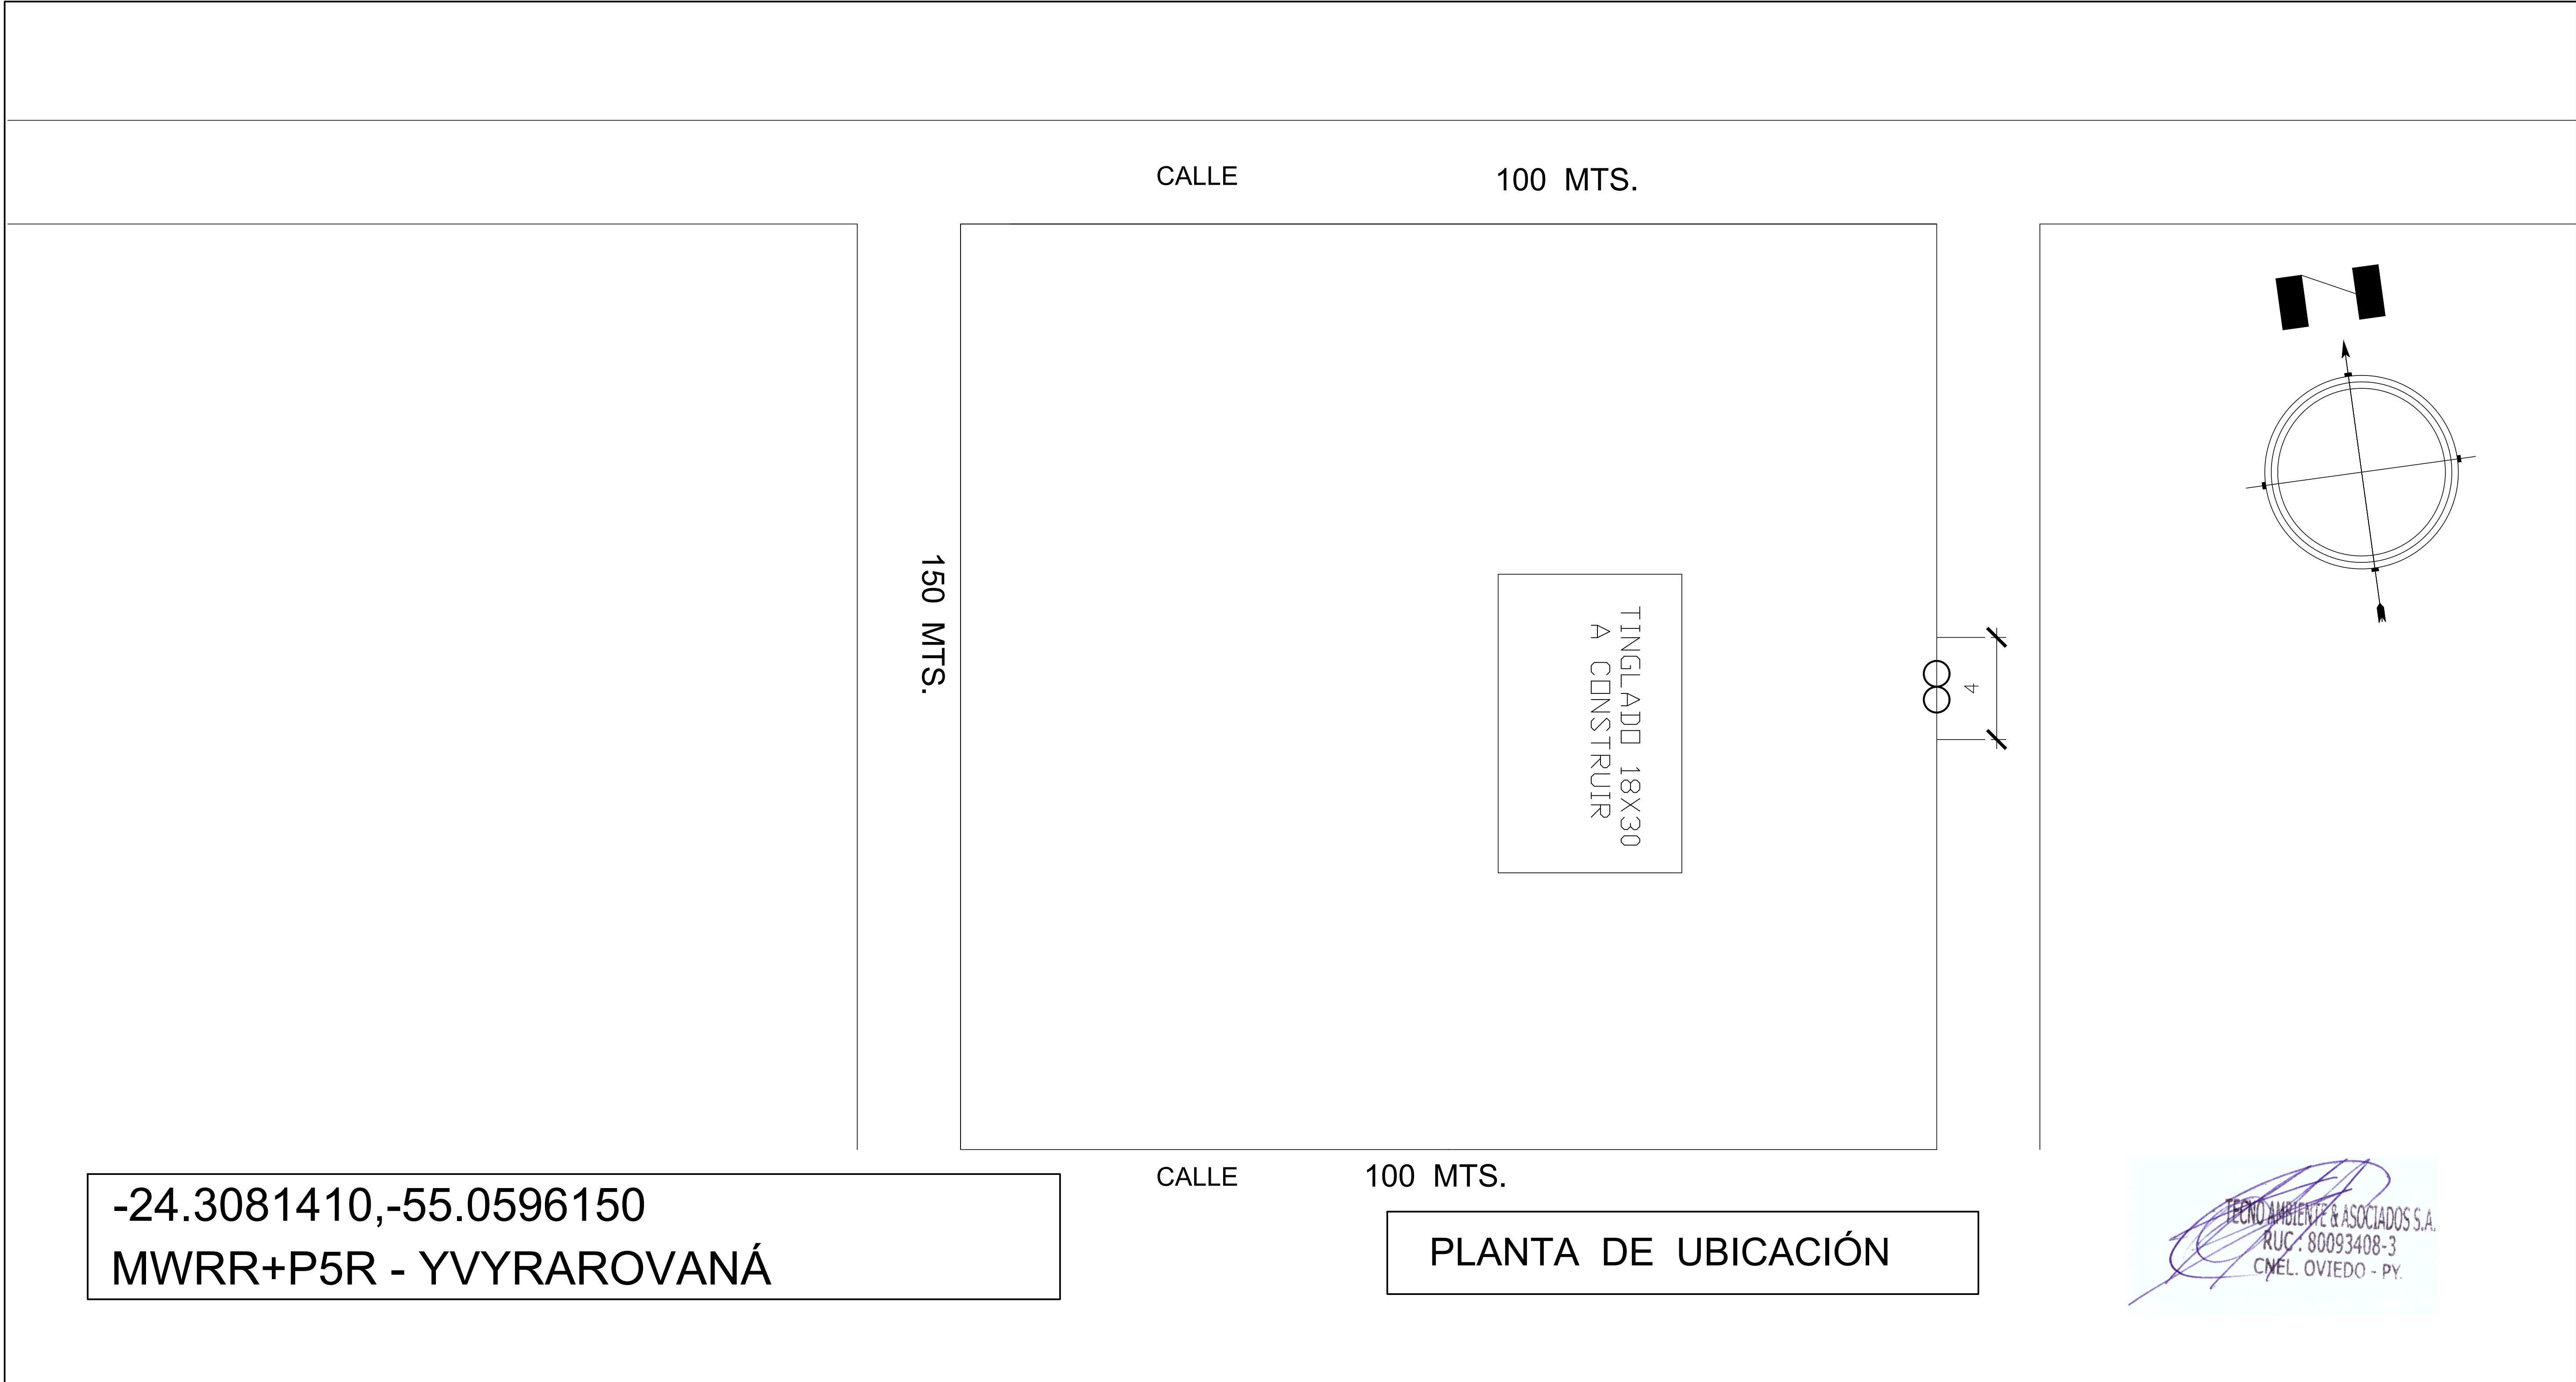 CALLE 100 MTS.
150 MTS.
TINGLADO 18X30
A CONSTRUIR
4
CALLE 100 MTS.
-24.3081410,-55.0596150
MWRR+P5R - YVYRAROVANÁ
PLANTA DE UBICACIÓN
TECNO AMBIENTE & ASOCIADOS S.A.
RUC.: 80093408-3
CNEL. OVIEDO - PY.